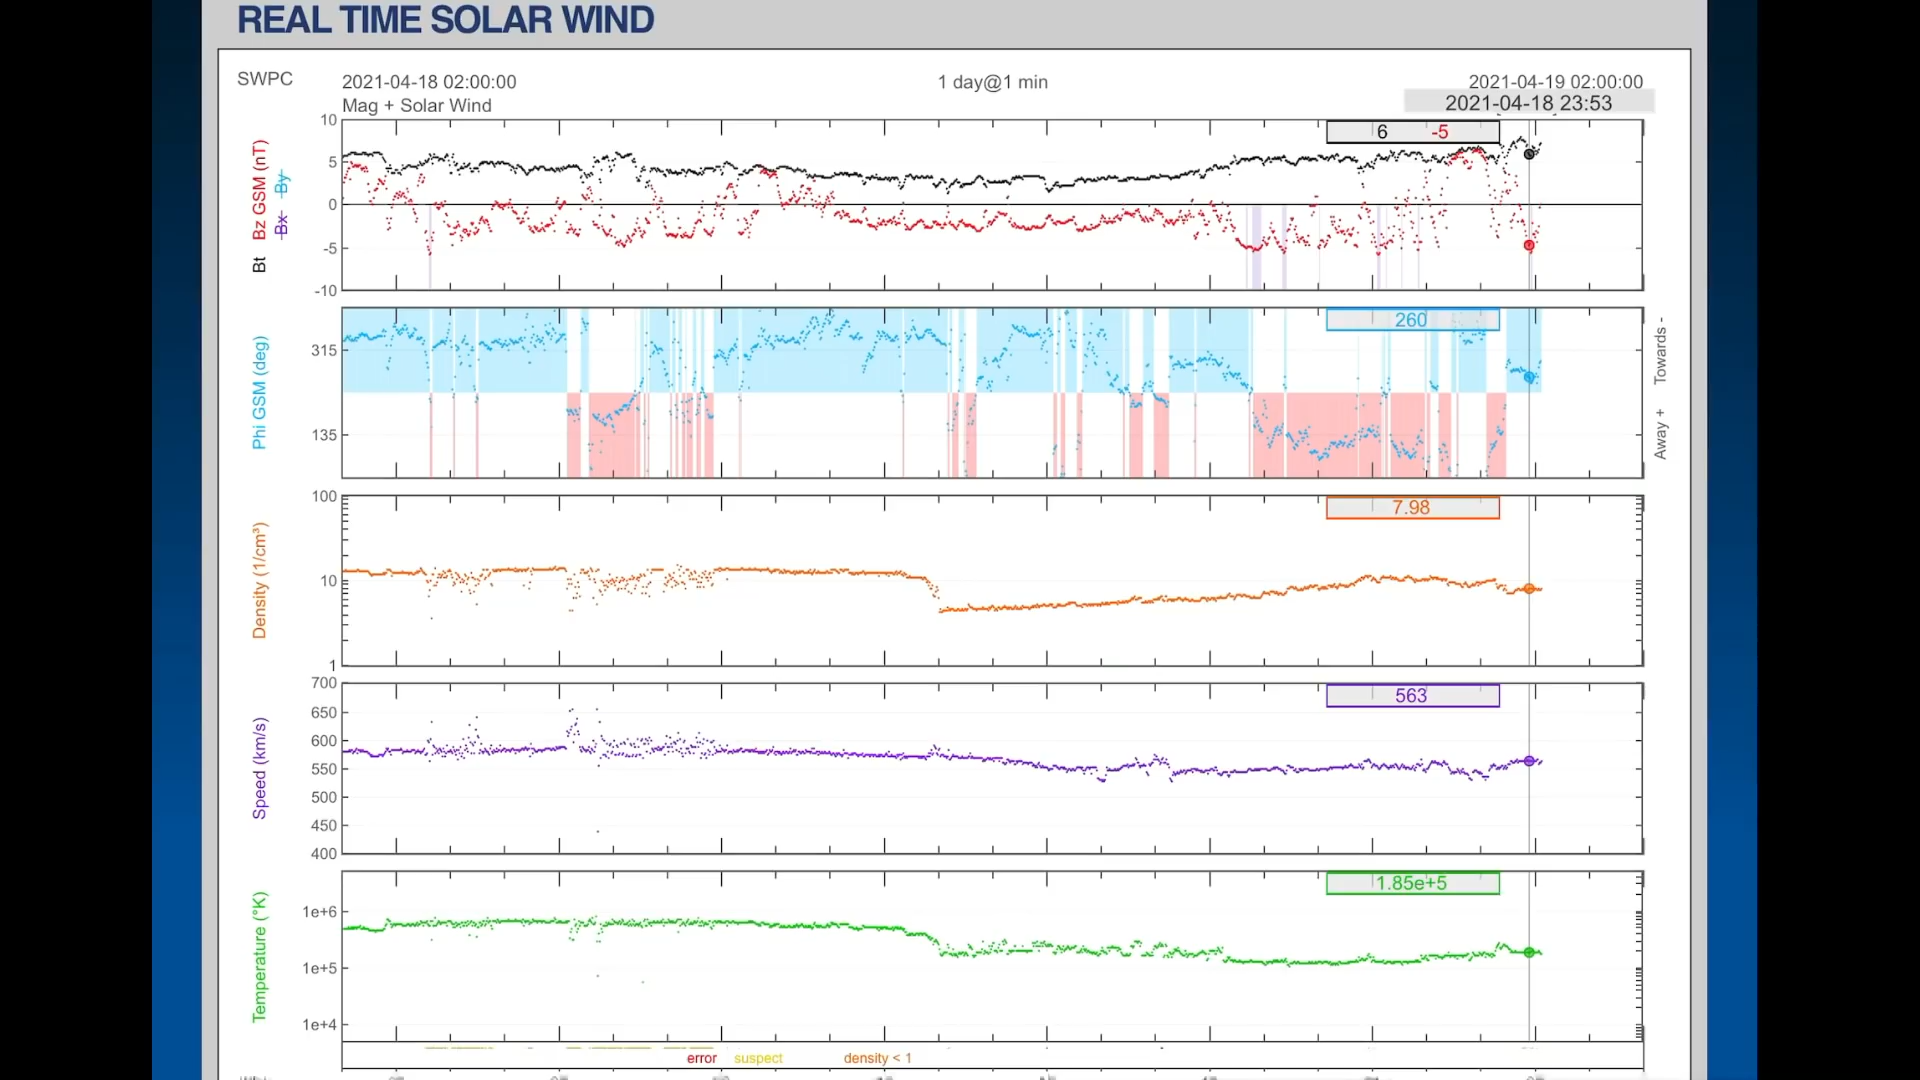 REAL TIME SOLAR WIND
SWPC 2021-04-18 02:00:00 1 day@1 min 2021-04-19 02:00:00
Mag + Solar Wind 2021-04-18 23:53
Bt Bz GSM (nT)
Bx By
10
5
0
-5
-10
6 -5
Phi GSM (deg)
315
135
260
Towards -
Away +
Density (1/cm³)
100
10
1
7.98
Speed (km/s)
700
650
600
550
500
450
400
563
Temperature (°K)
1e+6
1e+5
1e+4
1.85e+5
error suspect density < 1